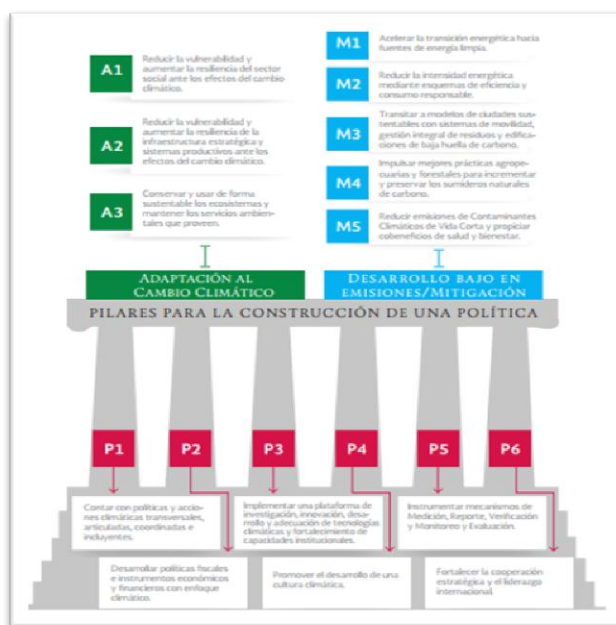 A1
Reducir la vulnerabilidad y
aumentar la resiliencia del sector
social ante los efectos del cambio
climático.
A2
Reducir la vulnerabilidad y
aumentar la resiliencia de la
infraestructura estratégica y
sistemas productivos ante los
efectos del cambio climático.
A3
Conservar y usar de forma
sustentable los ecosistemas y
mantener los servicios ambien-
tales que proveen.
M1
Acelerar la transición energética hacia
fuentes de energía limpia.
M2
Reducir la intensidad energética
mediante esquemas de eficiencia y
consumo responsable.
M3
Transitar a modelos de ciudades sus-
tentables con sistemas de movilidad,
gestión integral de residuos y edifica-
ciones de baja huella de carbono.
M4
Impulsar mejores prácticas agrope-
cuarias y forestales para incrementar
y preservar los sumideros naturales
de carbono.
M5
Reducir emisiones de Contaminantes
Climáticos de Vida Corta y propiciar
cobeneficios de salud y bienestar.
ADAPTACIÓN AL
CAMBIO CLIMÁTICO
DESARROLLO BAJO EN
EMISIONES/MITIGACIÓN
PILARES PARA LA CONSTRUCCIÓN DE UNA POLÍTICA
P1
P2
P3
P4
P5
P6
Contar con políticas y accio-
nes climáticas transversales,
articuladas, coordinadas e
incluyentes.
Implementar una plataforma de
investigación, innovación, desa
rrollo y adecuación de tecnologías
climáticas y fortalecimiento de
capacidades institucionales.
Instrumentar mecanismos de
Medición, Reporte, Verificación
y Monitoreo y Evaluación.
Desarrollar políticas fiscales
e instrumentos económicos
y financieros con enfoque
climático.
Promover el desarrollo de una
cultura climática.
Fortalecer la cooperación
estratégica y el liderazgo
internacional.